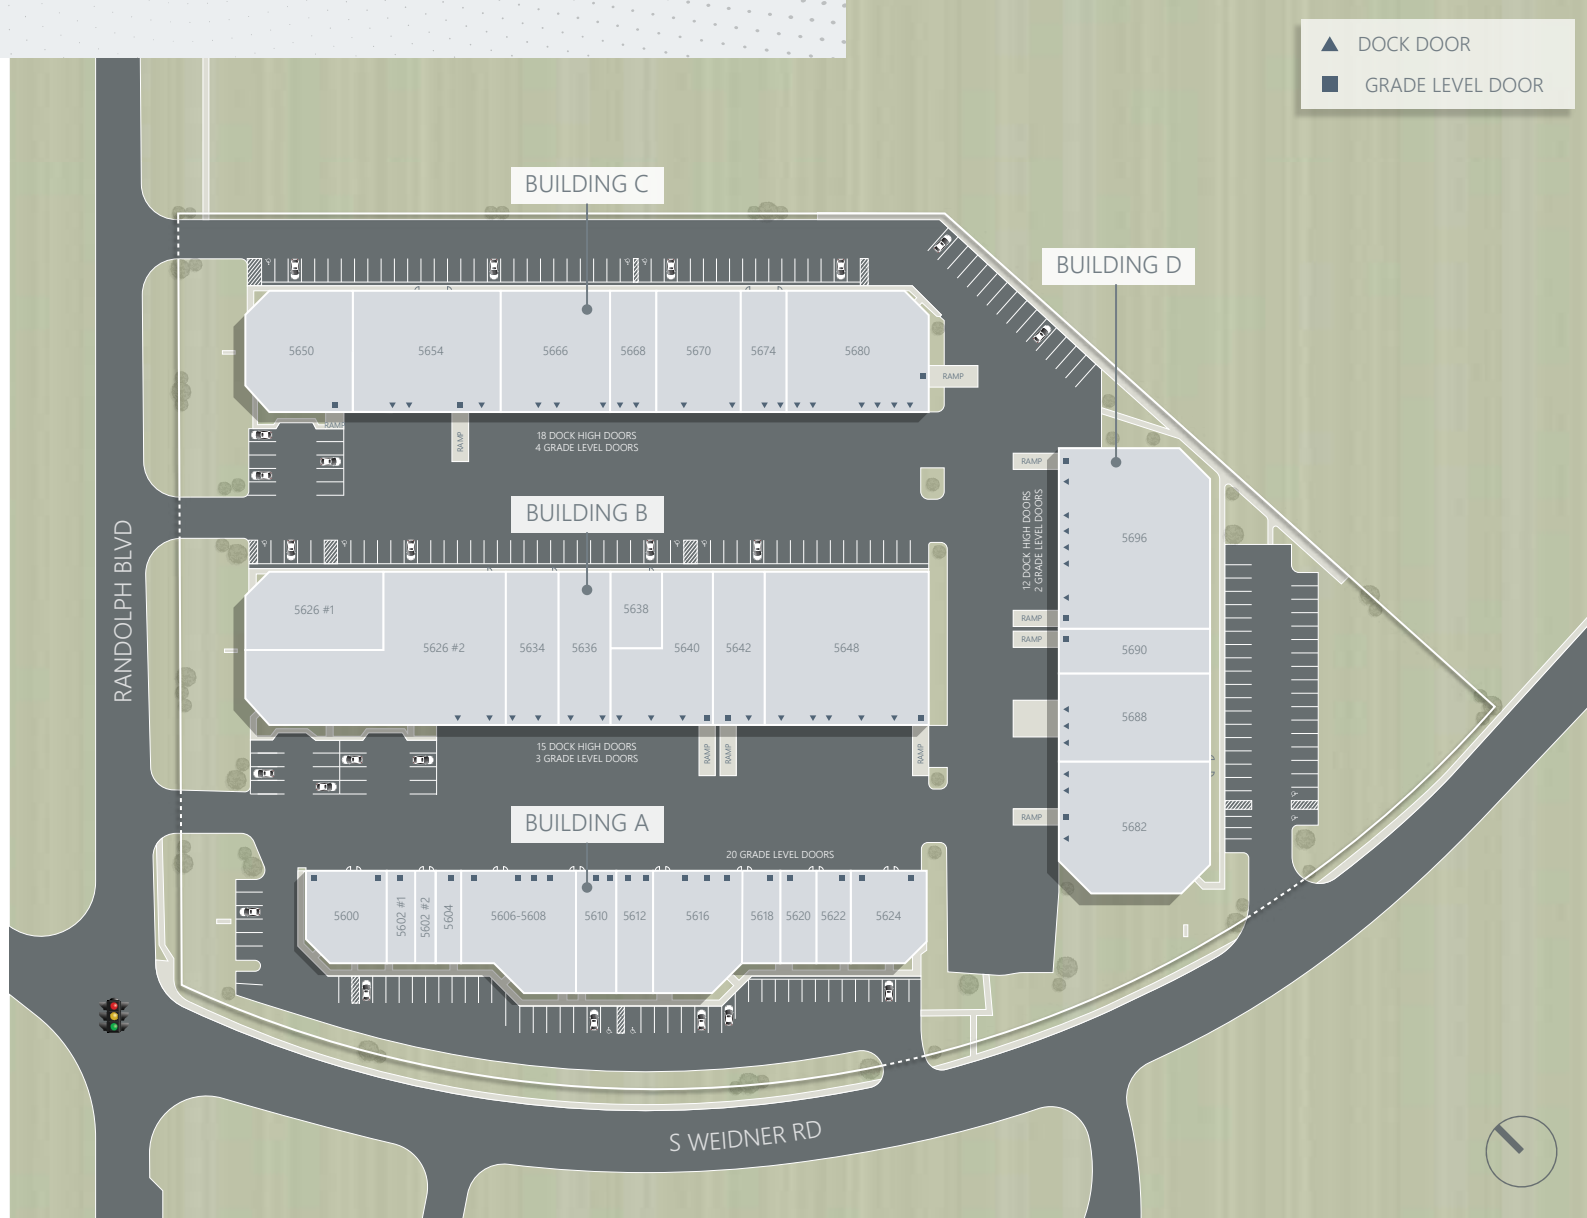 DOCK DOOR
GRADE LEVEL DOOR
BUILDING C
BUILDING D
5650
5654
5666
5668
5670
5674
5680
RAMP
RAMP
RAMP
18 DOCK HIGH DOORS
4 GRADE LEVEL DOORS
RANDOLPH BLVD
BUILDING B
5626 #1
5626 #2
5634
5636
5638
5640
5642
5648
15 DOCK HIGH DOORS
3 GRADE LEVEL DOORS
RAMP
RAMP
RAMP
RAMP
12 DOCK HIGH DOORS
2 GRADE LEVEL DOORS
RAMP
RAMP
RAMP
5696
5690
5688
5682
BUILDING A
20 GRADE LEVEL DOORS
5600
5602 #1
5602 #2
5604
5606-5608
5610
5612
5616
5618
5620
5622
5624
S WEIDNER RD